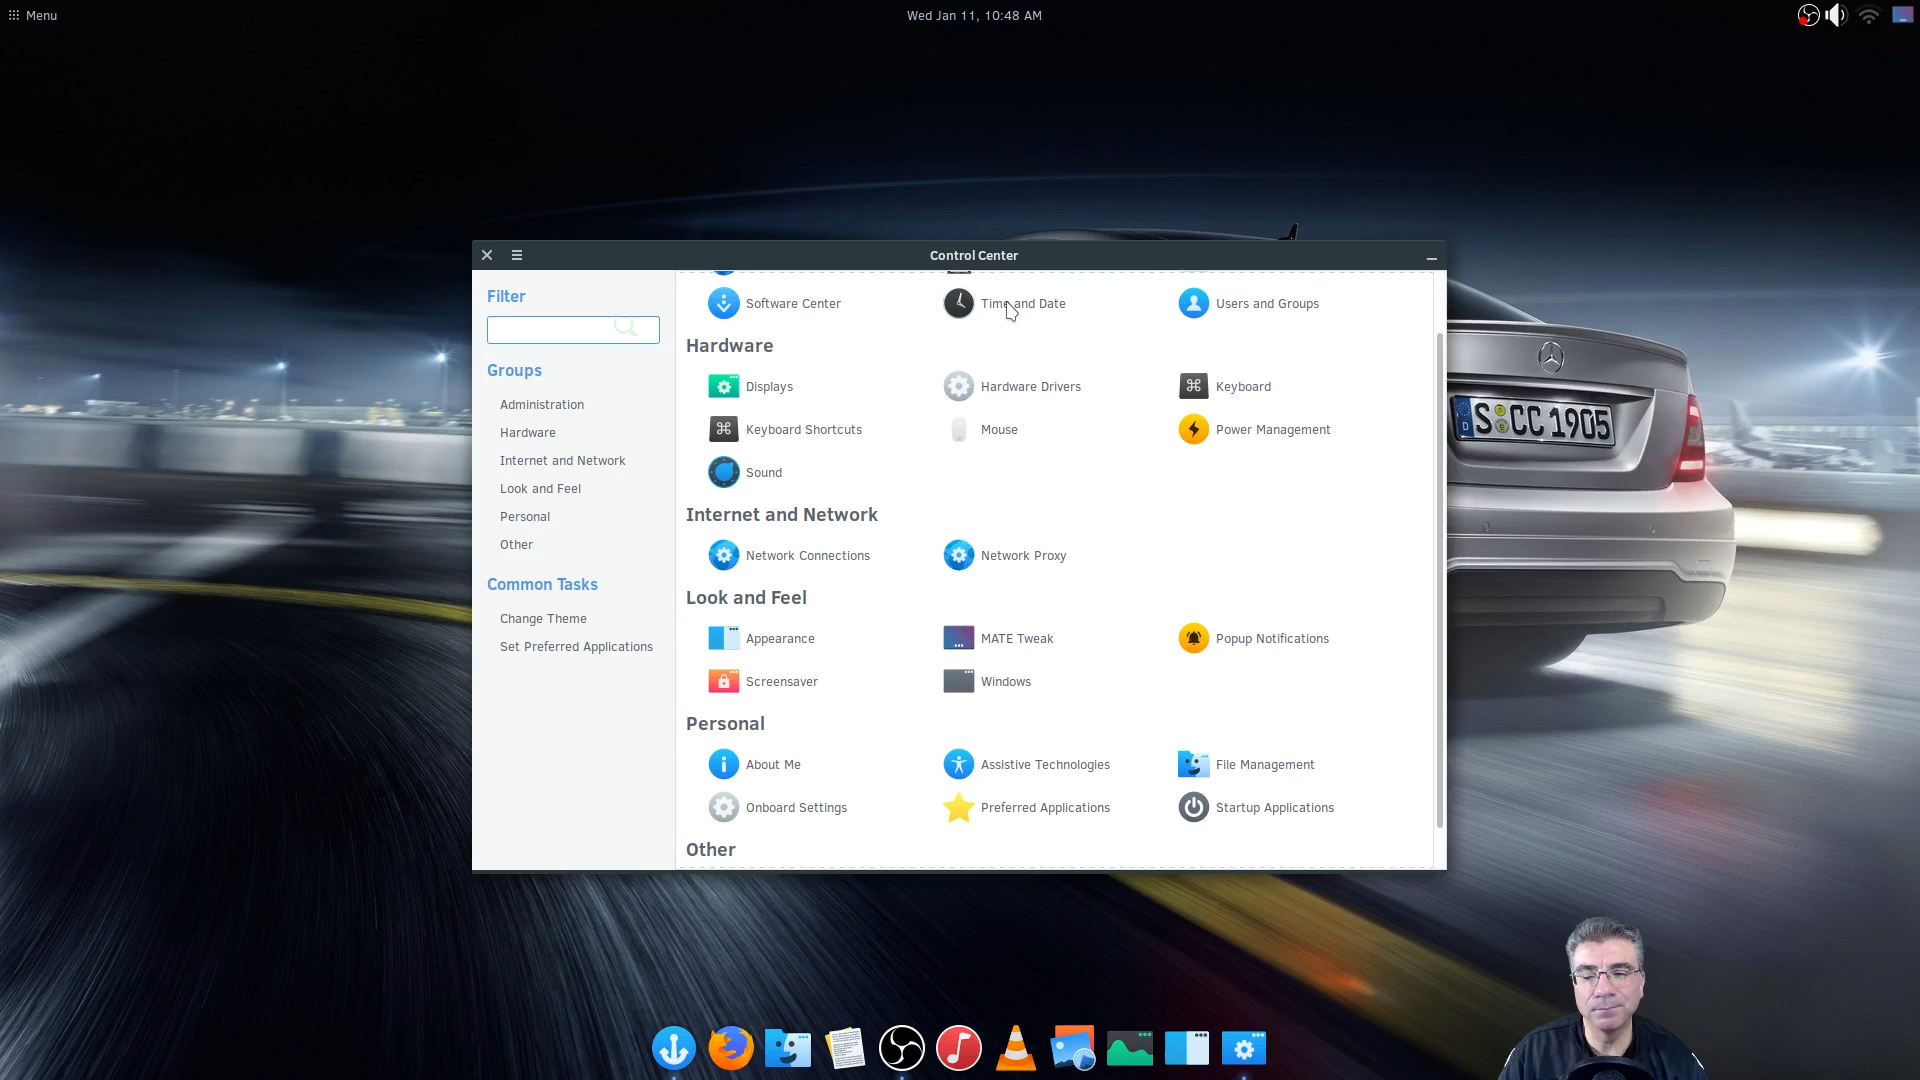 Menu
Wed Jan 11, 10:48 AM
Control Center
Filter
Groups
Administration
Hardware
Internet and Network
Look and Feel
Personal
Other
Common Tasks
Change Theme
Set Preferred Applications
Software Center
Time and Date
Users and Groups
Hardware
Displays
Hardware Drivers
Keyboard
Keyboard Shortcuts
Mouse
Power Management
Sound
Internet and Network
Network Connections
Network Proxy
Look and Feel
Appearance
MATE Tweak
Popup Notifications
Screensaver
Windows
Personal
About Me
Assistive Technologies
File Management
Onboard Settings
Preferred Applications
Startup Applications
Other
D S CC 1905